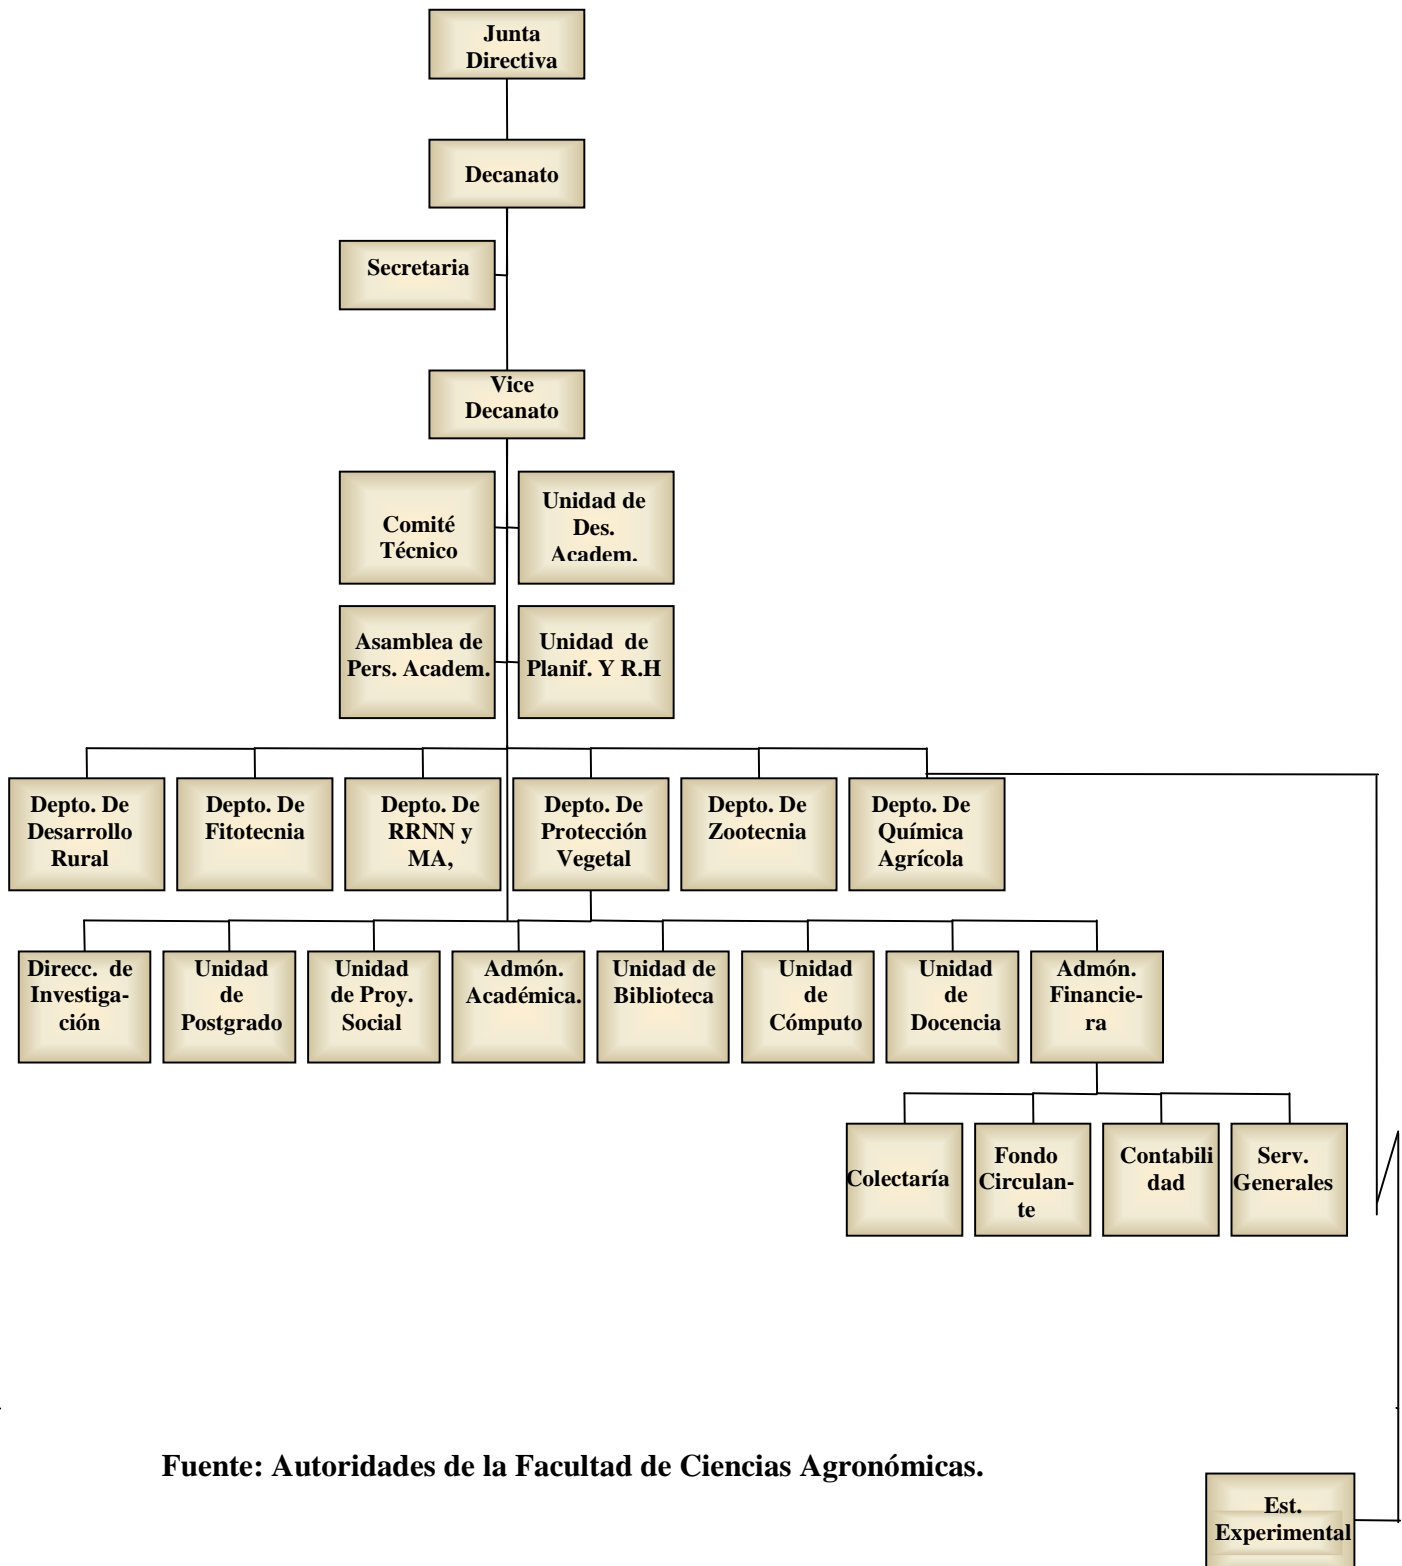 Junta
Directiva
Decanato
Secretaria
Vice
Decanato
Comité
Técnico
Unidad de
Des.
Academ.
Asamblea de
Pers. Academ.
Unidad de
Planif. Y R.H
Depto. De
Desarrollo
Rural
Depto. De
Fitotecnia
Depto. De
RRNN y
MA,
Depto. De
Protección
Vegetal
Depto. De
Zootecnia
Depto. De
Química
Agrícola
Direcc. de
Investiga-
ción
Unidad
de
Postgrado
Unidad
de Proy.
Social
Admón.
Académica.
Unidad de
Biblioteca
Unidad
de
Cómputo
Unidad
de
Docencia
Admón.
Financie-
ra
Colectaría
Fondo
Circulan-
te
Contabili
dad
Serv.
Generales
Fuente: Autoridades de la Facultad de Ciencias Agronómicas.
Est.
Experimental